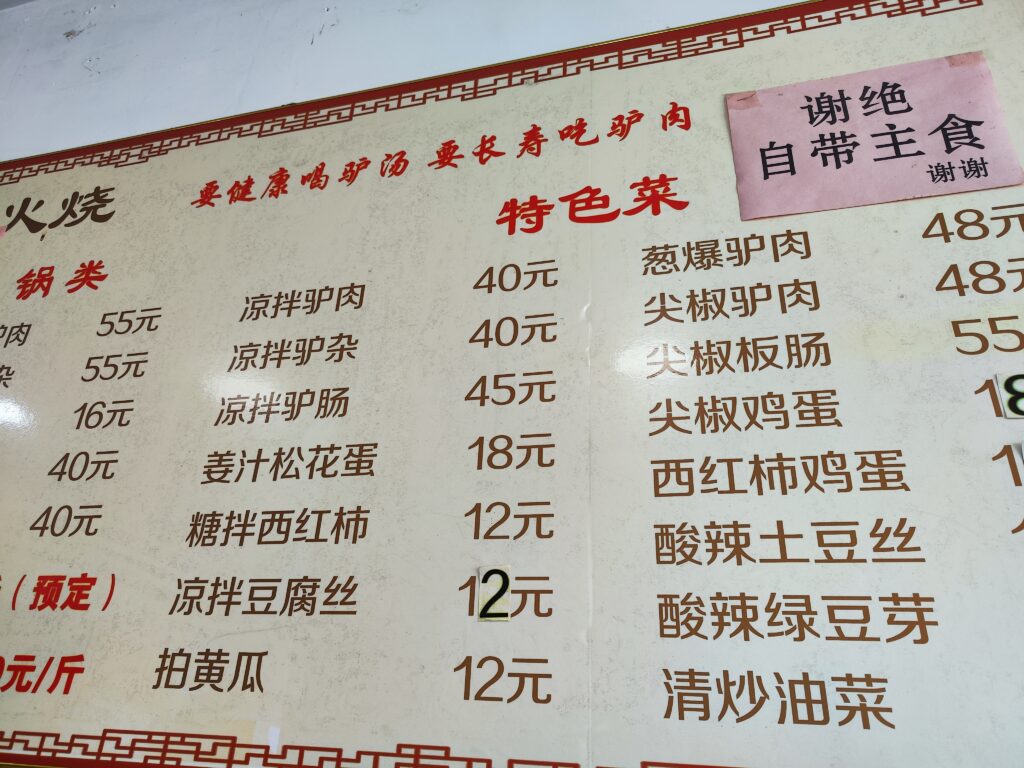 谢绝
自带主食
谢谢
要健康喝驴汤 要长寿吃驴肉
火烧
特色菜
锅类
驴肉 55元
杂 55元
16元
40元
40元
(预定)
0元/斤
凉拌驴肉 40元
凉拌驴杂 40元
凉拌驴肠 45元
姜汁松花蛋 18元
糖拌西红柿 12元
凉拌豆腐丝 12元
拍黄瓜 12元
葱爆驴肉 48元
尖椒驴肉 48元
尖椒板肠 55
尖椒鸡蛋 18
西红柿鸡蛋
酸辣土豆丝
酸辣绿豆芽
清炒油菜